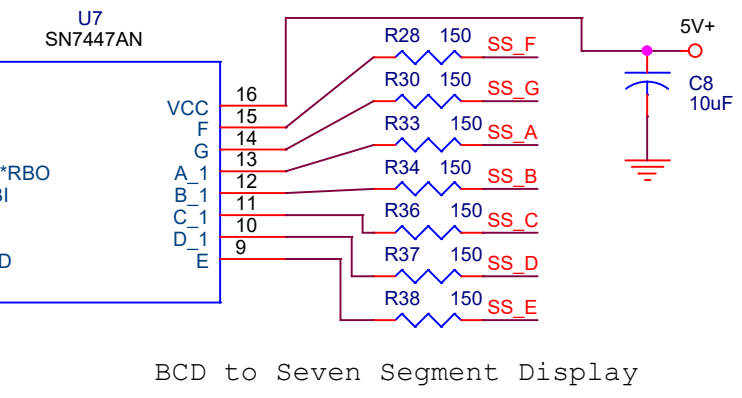 U7
SN7447AN
VCC 16
F 15
G 14
A_1 13
B_1 12
C_1 11
D_1 10
E 9
*RBO
BI
D
R28 150 SS_F
R30 150 SS_G
R33 150 SS_A
R34 150 SS_B
R36 150 SS_C
R37 150 SS_D
R38 150 SS_E
5V+
C8
10uF
BCD to Seven Segment Display